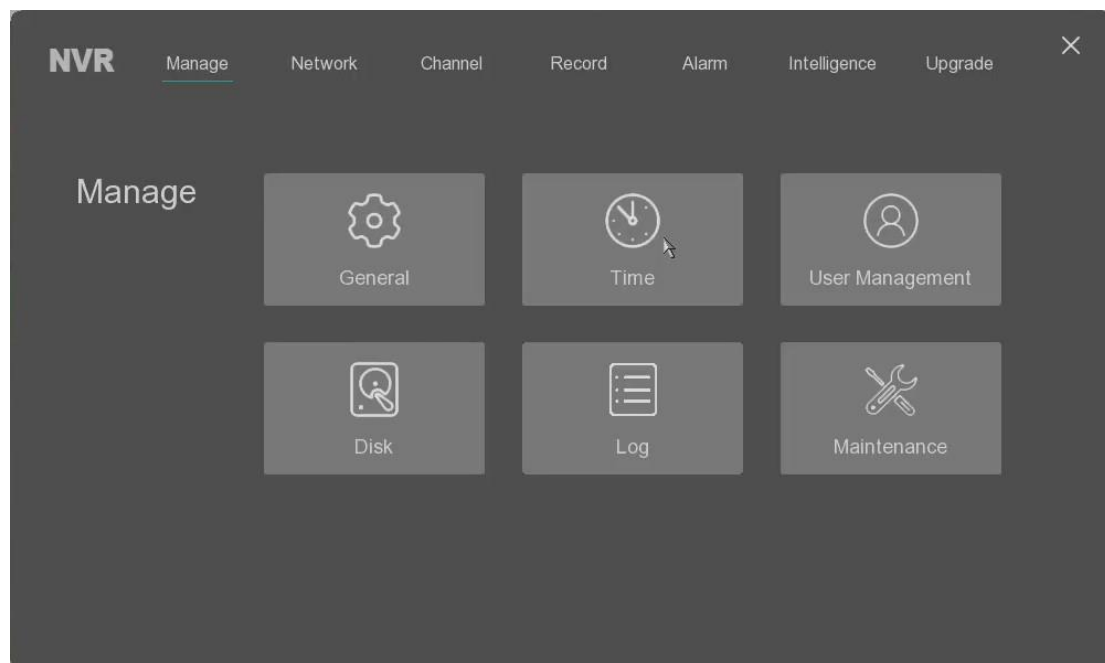 NVR Manage Network Channel Record Alarm Intelligence Upgrade
Manage
General Time User Management
Disk Log Maintenance